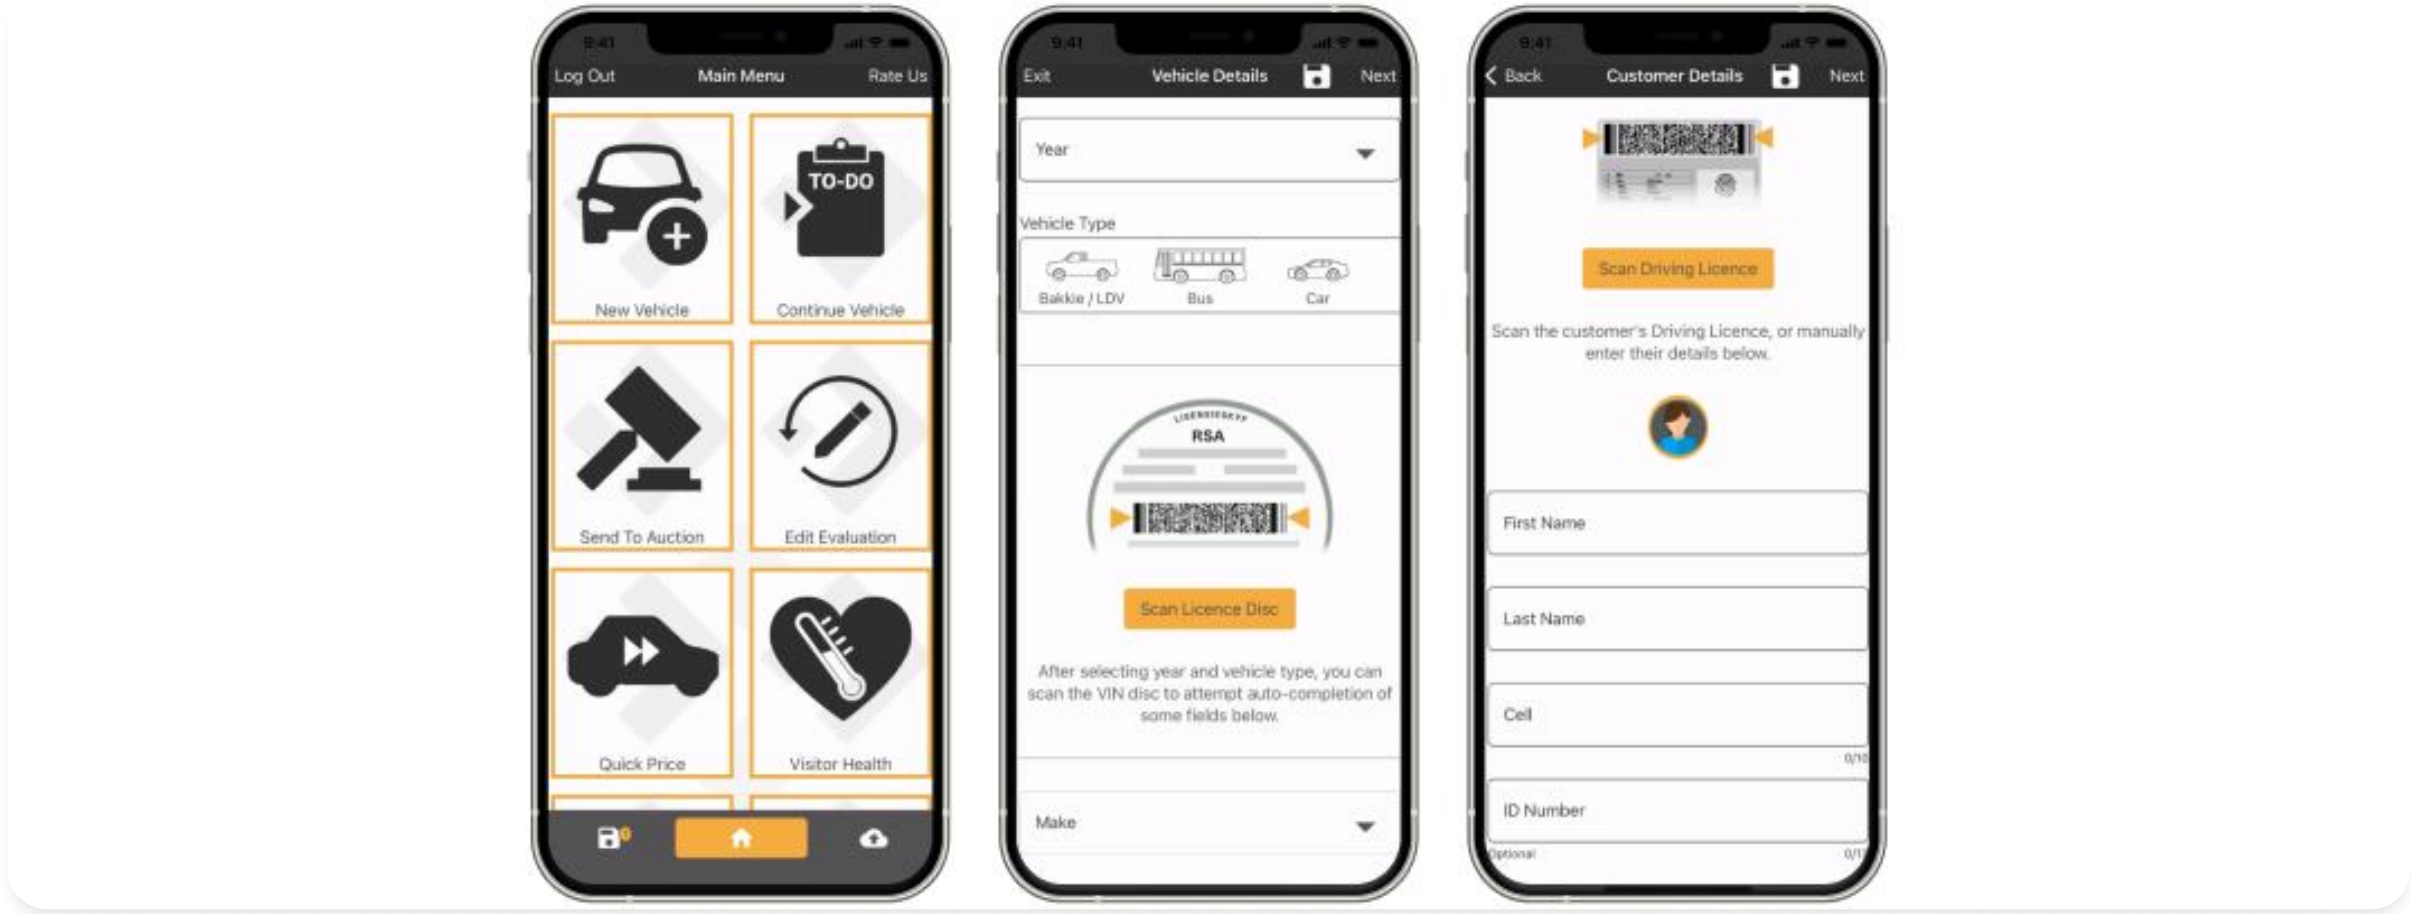 9:41
Log Out Main Menu Rate Us
TO-DO
New Vehicle Continue Vehicle
Send To Auction Edit Evaluation
Quick Price Visitor Health
9:41
Exit Vehicle Details Next
Year
Vehicle Type
Bakkie / LDV Bus Car
RSA
Scan Licence Disc
After selecting year and vehicle type, you can
scan the VIN disc to attempt auto-completion of
some fields below.
Make
9:41
Back Customer Details Next
Scan Driving Licence
Scan the customer's Driving Licence, or manually
enter their details below.
First Name
Last Name
Cell
0/10
ID Number
Optional